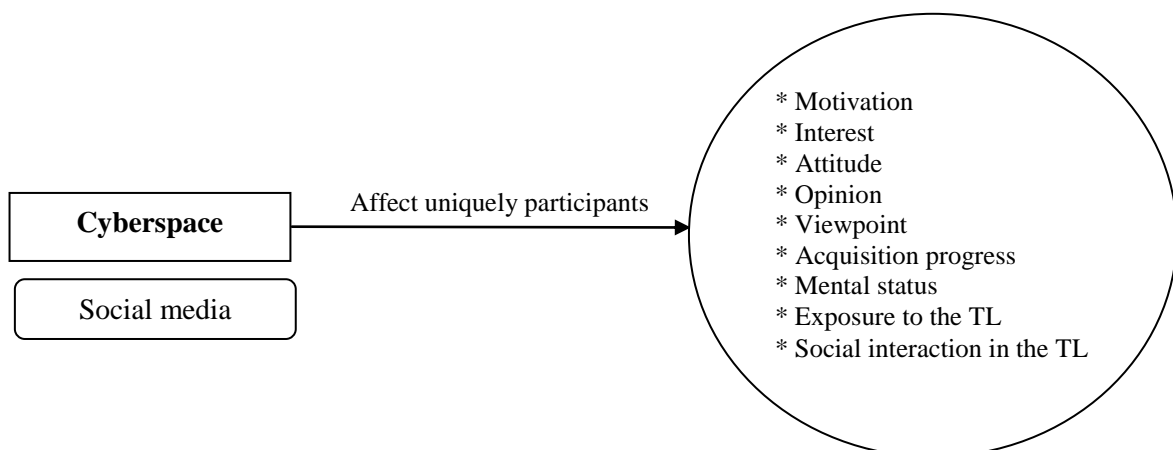 Cyberspace
Social media
Affect uniquely participants
* Motivation
* Interest
* Attitude
* Opinion
* Viewpoint
* Acquisition progress
* Mental status
* Exposure to the TL
* Social interaction in the TL